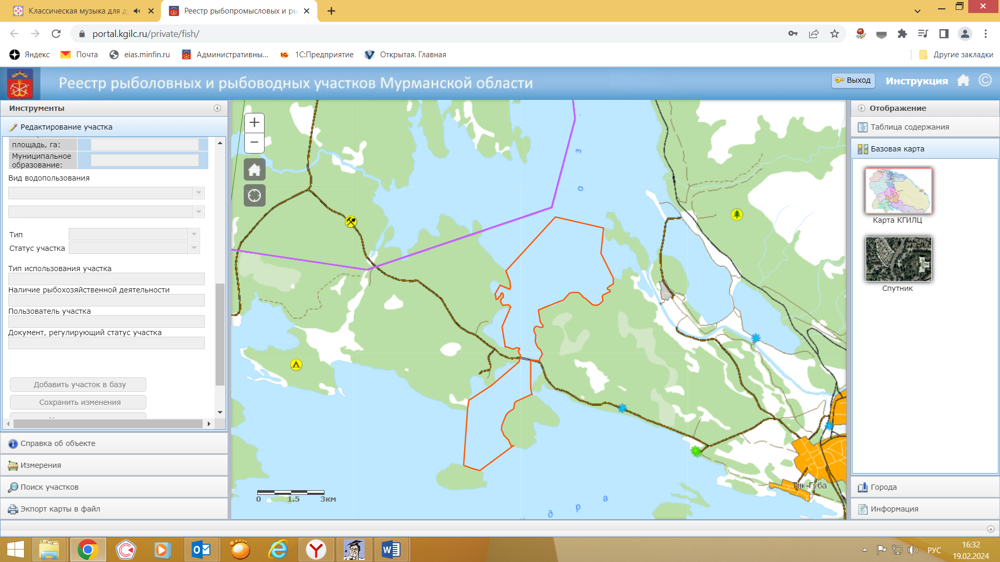 Классическая музыка для д
Реестр рыбопромысловых и ры
portal.kgilc.ru/private/fish/
Яндекс
Почта
eias.minfin.ru
Административны...
1С:Предприятие
Открытая. Главная
Другие закладки
Реестр рыболовных и рыбоводных участков Мурманской области
Выход
Инструкция
Инструменты
Редактирование участка
площадь, га:
Муниципальное
образование:
Вид водопользования
Тип
Статус участка
Тип использования участка
Наличие рыбохозяйственной деятельности
Пользователь участка
Документ, регулирующий статус участка
Добавить участок в базу
Сохранить изменения
Справка об объекте
Измерения
Поиск участков
Экспорт карты в файл
+
−
з
о
0 1.5 3км
д р а
Тик-Губа
Отображение
Таблица содержания
Базовая карта
Карта КГИЛЦ
Спутник
Города
Информация
РУС
16:32
19.02.2024